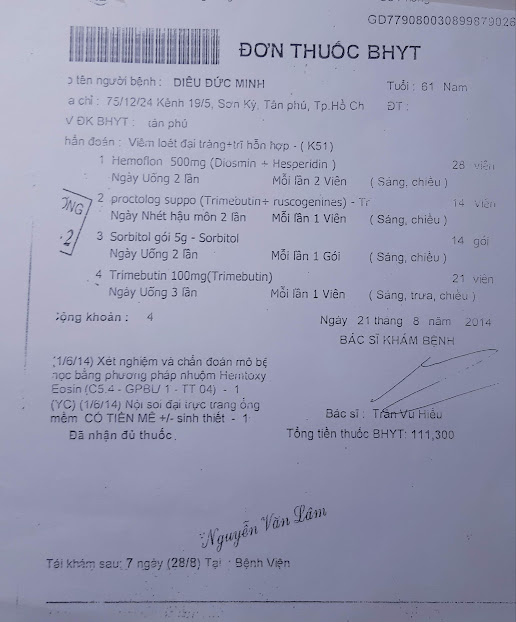 GD779080030899879028
ĐƠN THUỐC BHYT
ọ tên người bệnh : DIÊU ĐỨC MINH Tuổi : 61 Nam
a chỉ : 75/12/24 Kênh 19/5, Sơn Kỳ, Tân phú, Tp.Hồ Ch ĐT :
V ĐK BHYT : tân phú
hẩn đoán : Viêm loét đại tràng+trĩ hỗn hợp - ( K51)
1 Hemoflon 500mg (Diosmin + Hesperidin ) 28 viên
Ngày Uống 2 lần Mỗi lần 2 Viên ( Sáng, chiều )
2 proctolog suppo (Trimebutin+ ruscogenines) - Tr 14 viên
Ngày Nhét hậu môn 2 lần Mỗi lần 1 Viên ( Sáng, chiều )
3 Sorbitol gói 5g - Sorbitol 14 gói
Ngày Uống 2 lần Mỗi lần 1 Gói ( Sáng, chiều )
4 Trimebutin 100mg(Trimebutin) 21 viên
Ngày Uống 3 lần Mỗi lần 1 Viên ( Sáng, trưa, chiều )
ÒNG
.2
Cộng khoản : 4 Ngày 21 tháng 8 năm 2014
BÁC SĨ KHÁM BỆNH
(1/6/14) Xét nghiệm và chẩn đoán mô bệ
học bằng phương pháp nhuộm Hemtoxy
Eosin (C5.4 - GPBL/ 1 - TT 04) - 1
(YC) (1/6/14) Nội soi đại trực tràng ống
mềm CÓ TIỀN MÊ +/- sinh thiết - 1
Bác sĩ : Trần Vũ Hiếu
Đã nhận đủ thuốc. Tổng tiền thuốc BHYT: 111,300
Nguyễn Văn Lâm
Tái khám sau: 7 ngày (28/8) Tại : Bệnh Viện